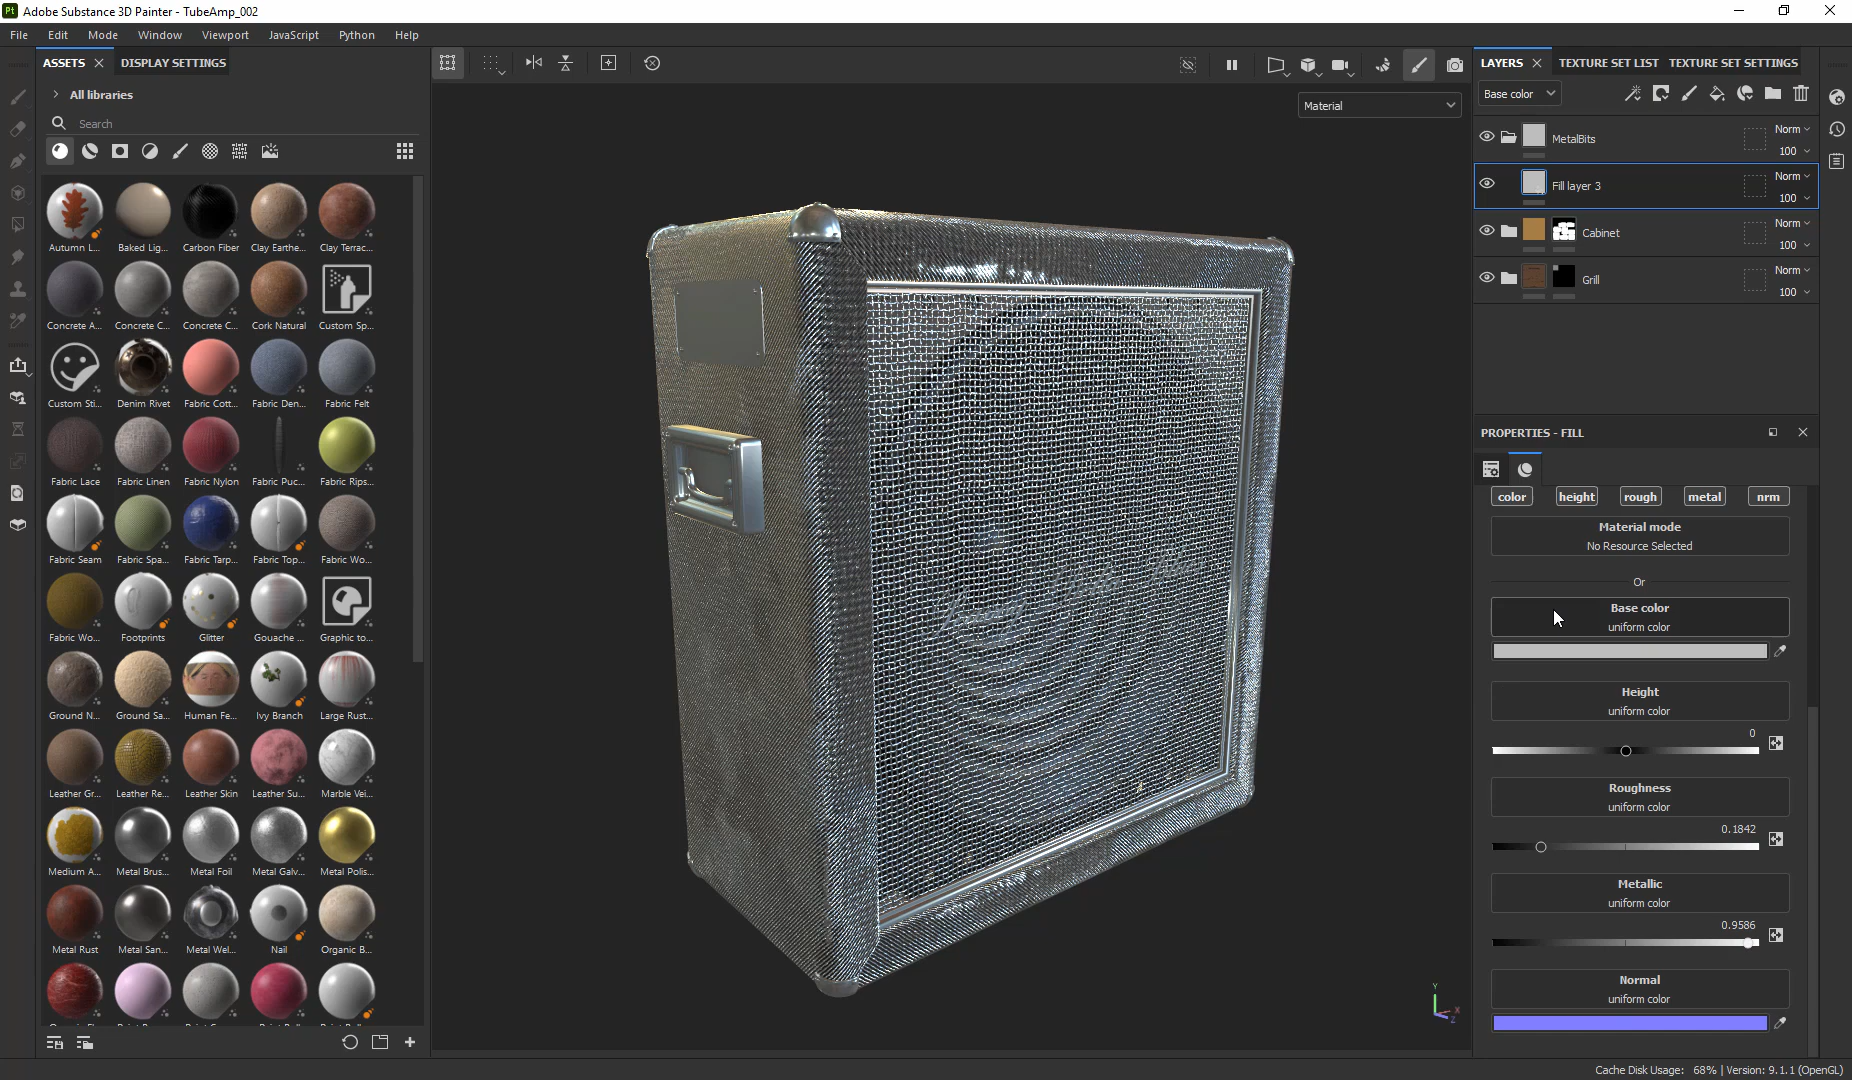 Pt Adobe Substance 3D Painter - TubeAmp_002
File Edit Mode Window Viewport JavaScript Python Help
ASSETS DISPLAY SETTINGS
All libraries
Search
Autumn L... Baked Lig... Carbon Fiber Clay Earthe... Clay Terrac...
Concrete A... Concrete C... Concrete C... Cork Natural Custom Sp...
Custom Sti... Denim Rivet Fabric Cott... Fabric Den... Fabric Felt
Fabric Lace Fabric Linen Fabric Nylon Fabric Puc... Fabric Rips...
Fabric Seam Fabric Spa... Fabric Tarp... Fabric Top... Fabric Wo...
Fabric Wo... Footprints Glitter Gouache ... Graphic to...
Ground N... Ground Sa... Human Fe... Ivy Branch Large Rust...
Leather Gr... Leather Re... Leather Skin Leather Su... Marble Vei...
Medium A... Metal Brus... Metal Foil Metal Galv... Metal Polis...
Metal Rust Metal San... Metal Wel... Nail Organic B...
Material
Y
X
Z
LAYERS TEXTURE SET LIST TEXTURE SET SETTINGS
Base color
MetalBits Norm
100
Fill layer 3 Norm
100
Cabinet Norm
100
Grill Norm
100
PROPERTIES - FILL
color height rough metal nrm
Material mode
No Resource Selected
Or
Base color
uniform color
Height
uniform color
0
Roughness
uniform color
0.1842
Metallic
uniform color
0.9586
Normal
uniform color
Cache Disk Usage: 68% | Version: 9.1.1 (OpenGL)